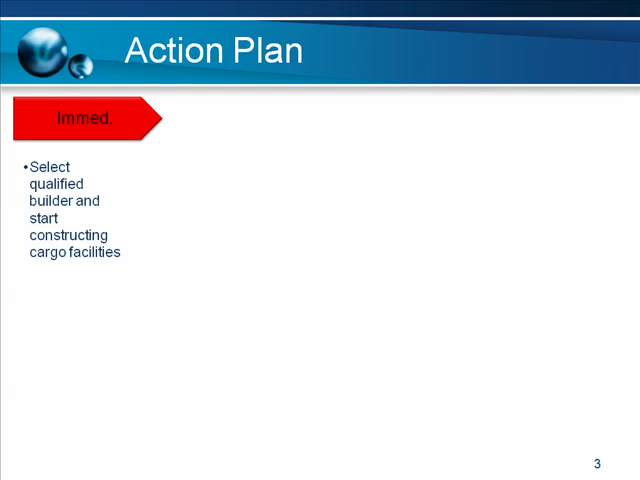 Action Plan
Immed.
•Select
qualified
builder and
start
constructing
cargo facilities
3